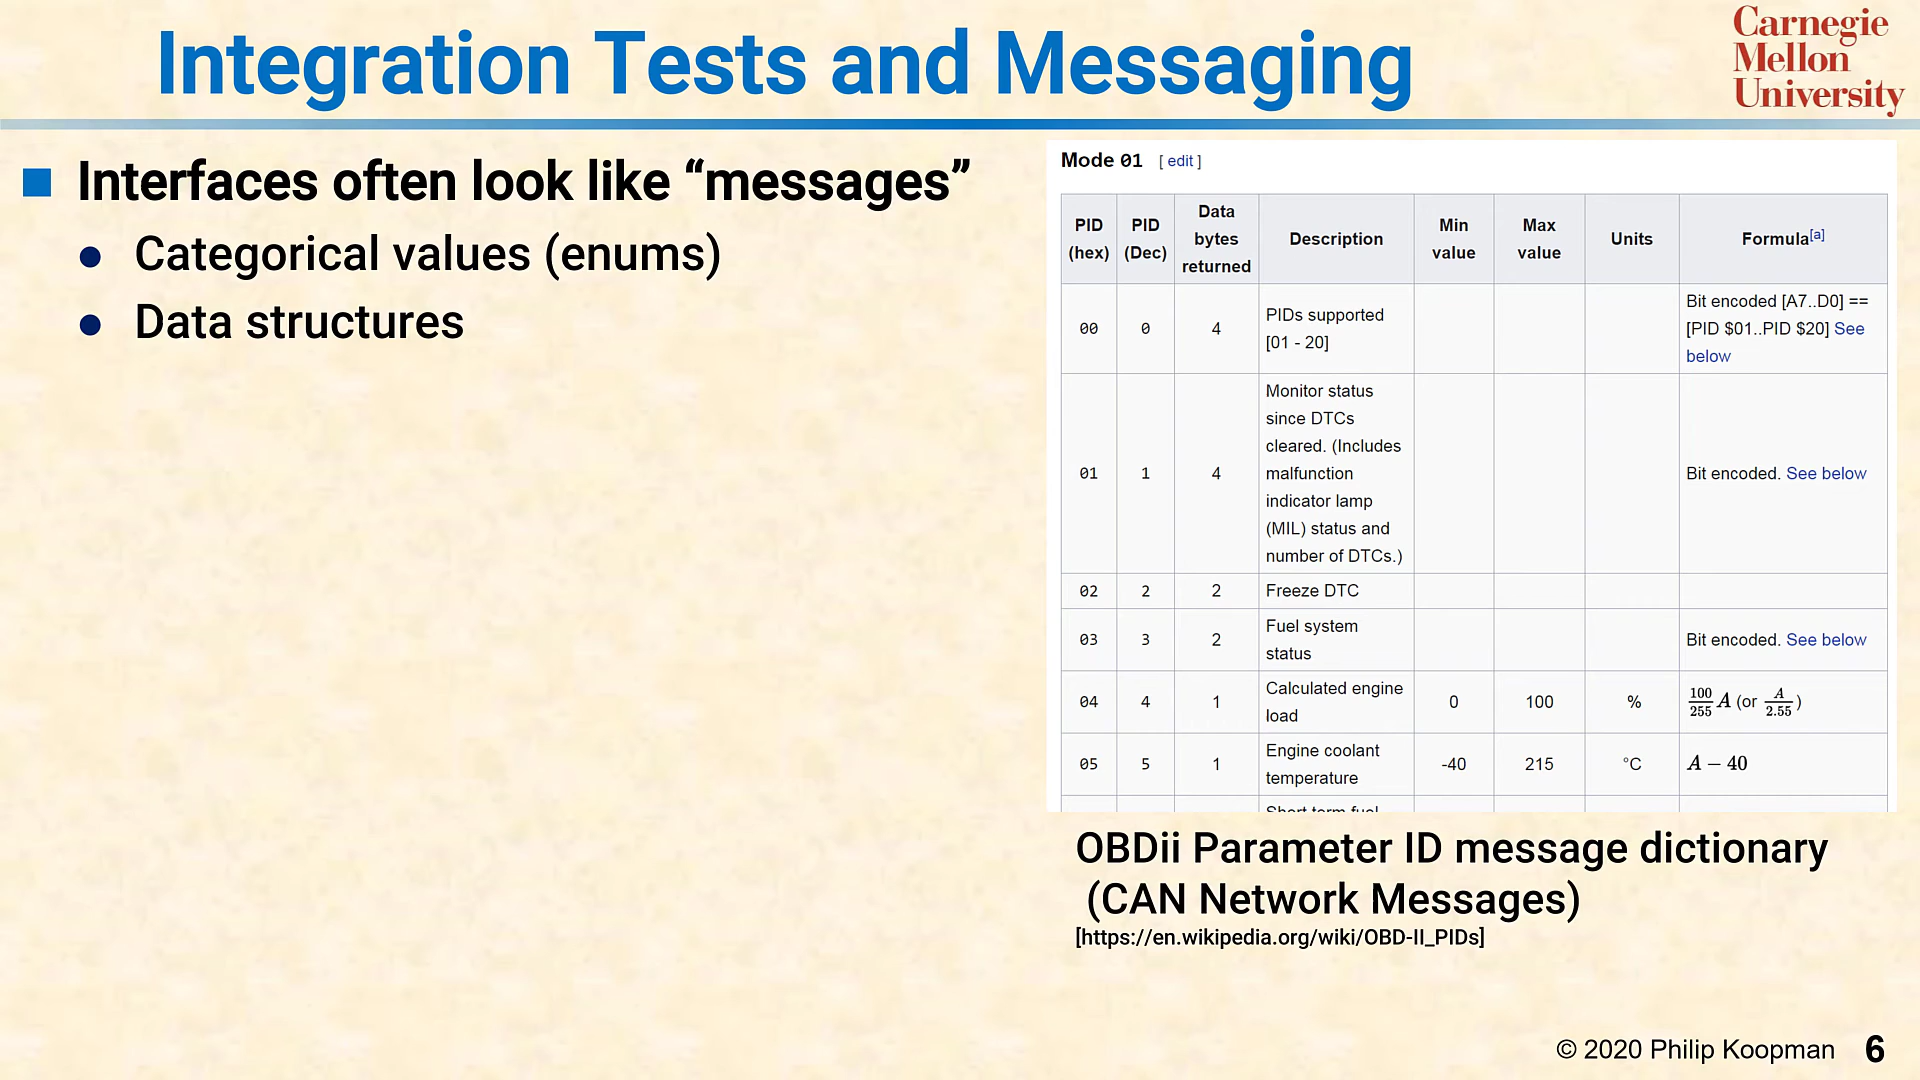 Integration Tests and Messaging
Carnegie
Mellon
University
Interfaces often look like “messages”
Categorical values (enums)
Data structures
Mode 01 [ edit ]
PID (hex) PID (Dec) Data bytes returned Description Min value Max value Units Formula[a]
00 0 4 PIDs supported [01 - 20] Bit encoded [A7..D0] == [PID $01..PID $20] See below
01 1 4 Monitor status since DTCs cleared. (Includes malfunction indicator lamp (MIL) status and number of DTCs.) Bit encoded. See below
02 2 2 Freeze DTC
03 3 2 Fuel system status Bit encoded. See below
04 4 1 Calculated engine load 0 100 % 100/255 A (or A/2.55)
05 5 1 Engine coolant temperature -40 215 °C A − 40
Short term fuel
OBDii Parameter ID message dictionary
(CAN Network Messages)
[https://en.wikipedia.org/wiki/OBD-II_PIDs]
© 2020 Philip Koopman 6